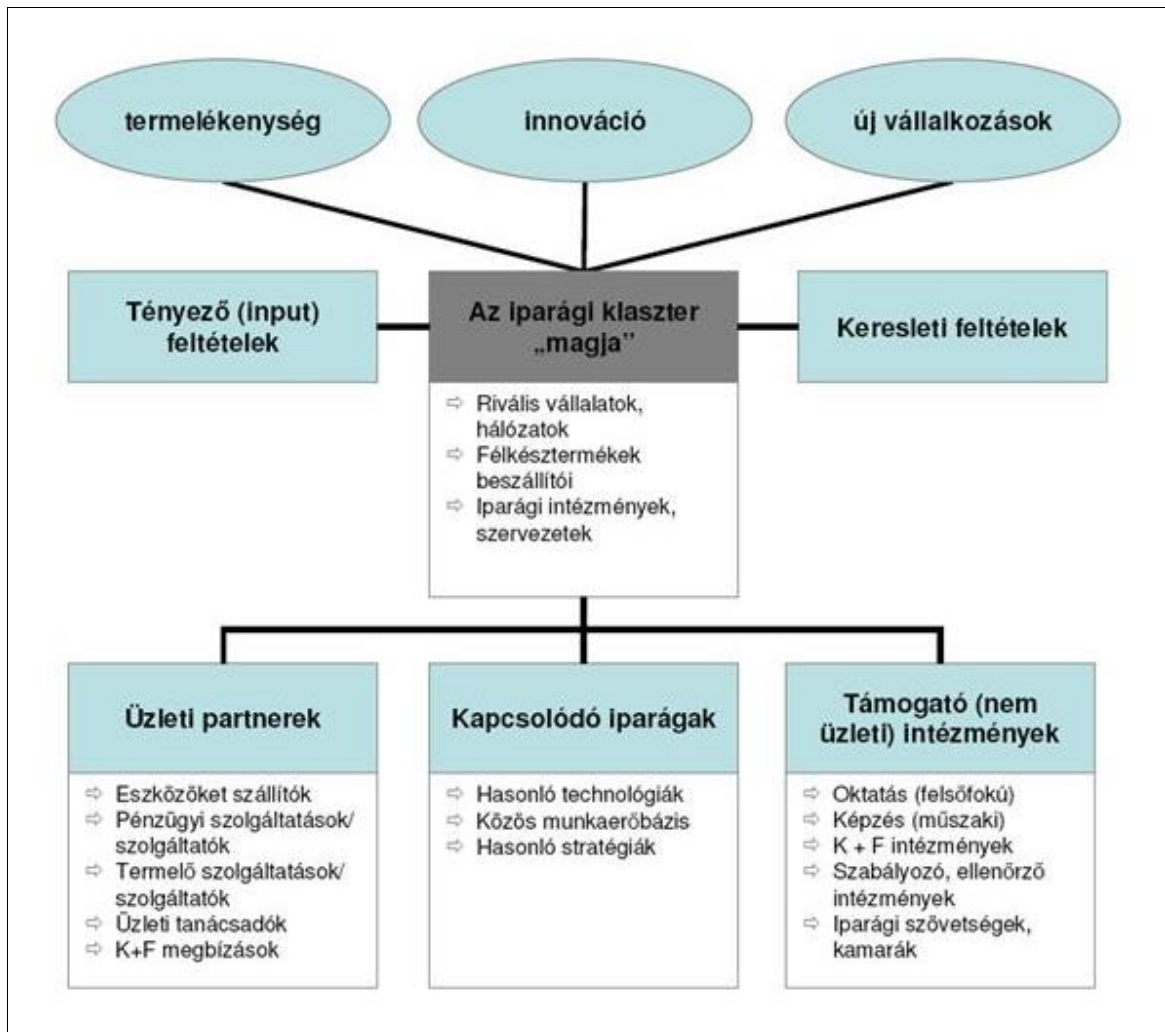 termelékenység
innováció
új vállalkozások
Tényező (input)
feltételek
Az iparági klaszter
„magja”
Keresleti feltételek
⇨ Rivális vállalatok,
hálózatok
⇨ Félkésztermékek
beszállítói
⇨ Iparági intézmények,
szervezetek
Üzleti partnerek
⇨ Eszközöket szállítók
⇨ Pénzügyi szolgáltatások/
szolgáltatók
⇨ Termelő szolgáltatások/
szolgáltatók
⇨ Üzleti tanácsadók
⇨ K+F megbízások
Kapcsolódó iparágak
⇨ Hasonló technológiák
⇨ Közös munkaerőbázis
⇨ Hasonló stratégiák
Támogató (nem
üzleti) intézmények
⇨ Oktatás (felsőfokú)
⇨ Képzés (műszaki)
⇨ K + F intézmények
⇨ Szabályozó, ellenőrző
intézmények
⇨ Iparági szövetségek,
kamarák